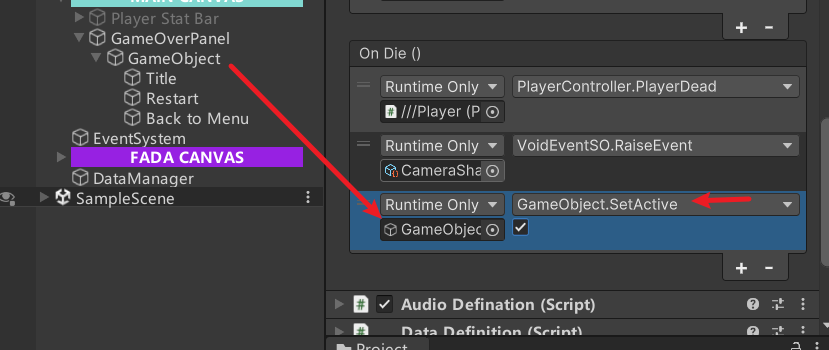 MAIN CANVAS
Player Stat Bar
GameOverPanel
GameObject
Title
Restart
Back to Menu
EventSystem
FADA CANVAS
DataManager
SampleScene
On Die ()
Runtime Only PlayerController.PlayerDead
///Player (P
Runtime Only VoidEventSO.RaiseEvent
CameraSha
Runtime Only GameObject.SetActive
GameObjec
Audio Defination (Script)
Data Definition (Script)
Project